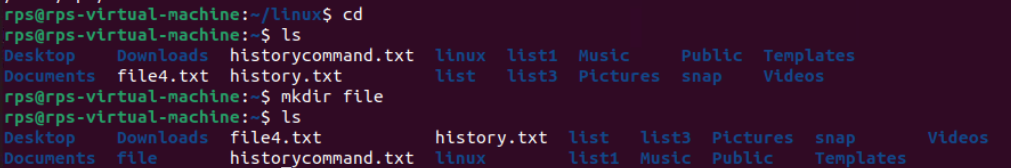 rps@rps-virtual-machine:~/linux$ cd
rps@rps-virtual-machine:~$ ls
Desktop    Downloads  historycommand.txt  linux  list1  Music     Public  Templates
Documents  file4.txt  history.txt         list   list3  Pictures  snap    Videos
rps@rps-virtual-machine:~$ mkdir file
rps@rps-virtual-machine:~$ ls
Desktop    Downloads  file4.txt           history.txt  list   list3  Pictures  snap       Videos
Documents  file       historycommand.txt  linux        list1  Music  Public    Templates